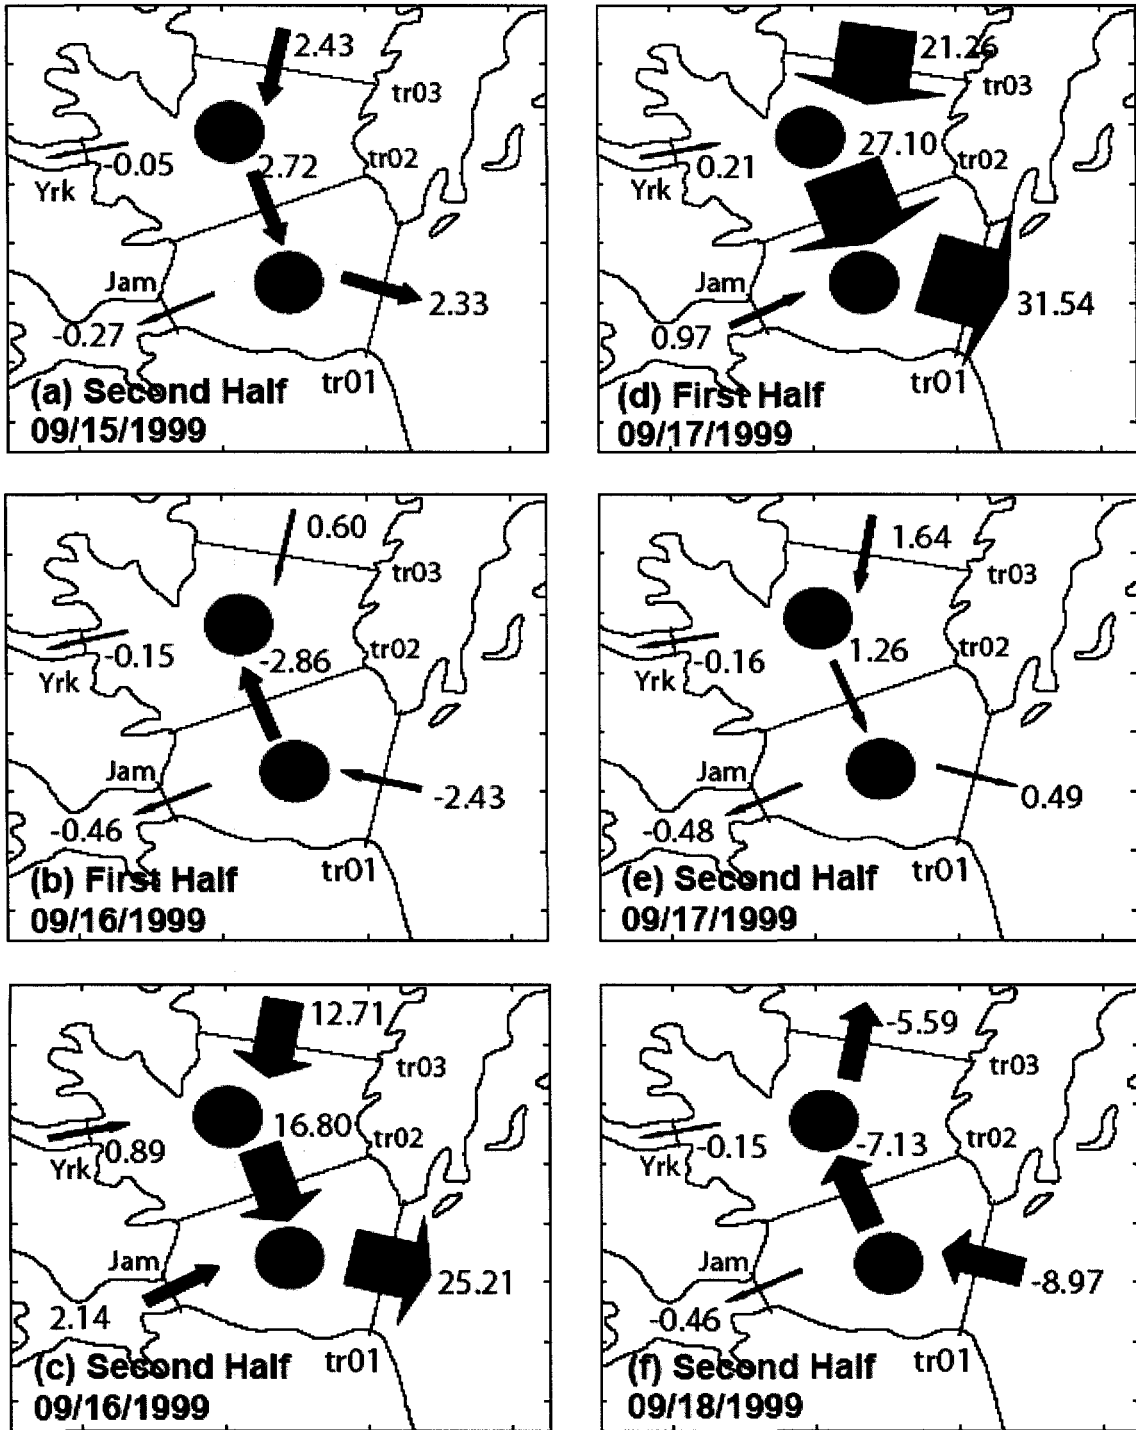 2.43
tr03
-0.05
2.72
tr02
Yrk
Jam
2.33
-0.27
tr01
(a) Second Half
09/15/1999
21.26
tr03
27.10
tr02
0.21
Yrk
Jam
31.54
0.97
tr01
(d) First Half
09/17/1999
0.60
tr03
-0.15
-2.86
tr02
Yrk
Jam
-2.43
-0.46
tr01
(b) First Half
09/16/1999
1.64
tr03
-0.16
1.26
tr02
Yrk
Jam
0.49
-0.48
tr01
(e) Second Half
09/17/1999
12.71
tr03
16.80
tr02
0.89
Yrk
Jam
25.21
2.14
tr01
(c) Second Half
09/16/1999
-5.59
tr03
-0.15
-7.13
tr02
Yrk
Jam
-8.97
-0.46
tr01
(f) Second Half
09/18/1999